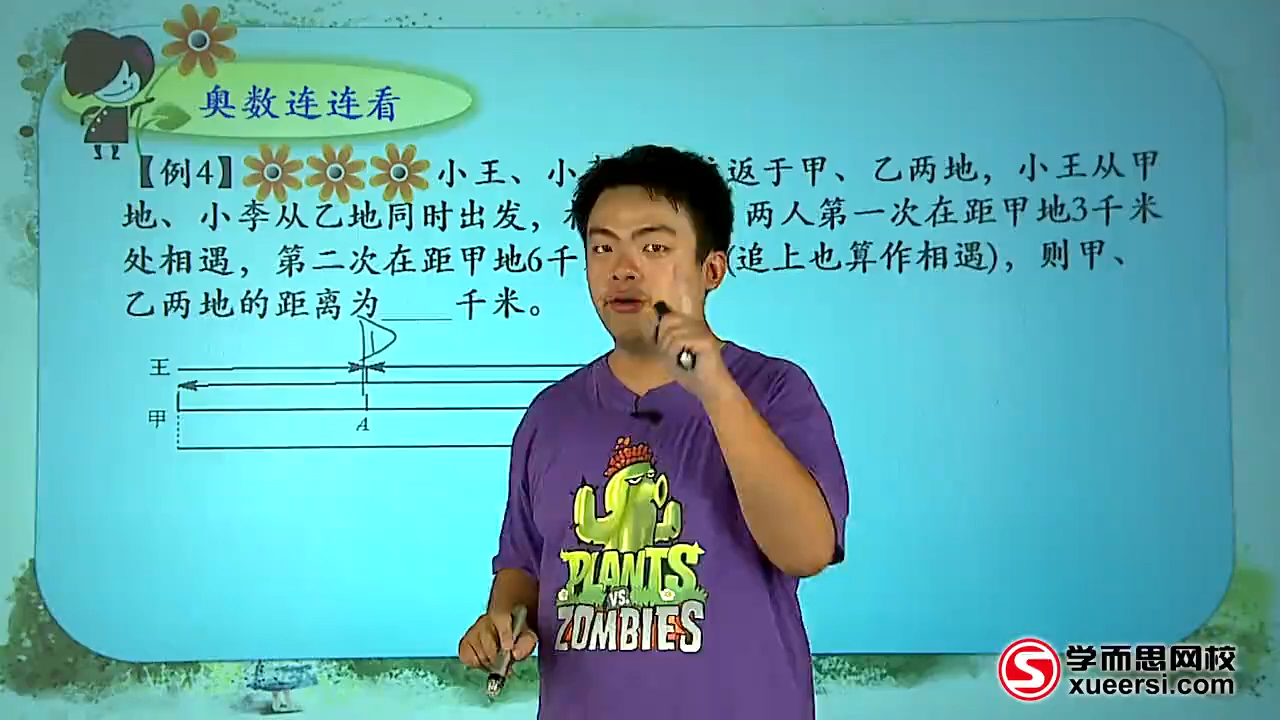 奥数连连看
【例4】 小王、小 返于甲、乙两地，小王从甲
地、小李从乙地同时出发， 两人第一次在距甲地3千米
处相遇，第二次在距甲地6千 (追上也算作相遇)，则甲、
乙两地的距离为____千米。
王
甲
A
PLANTS
VS.
ZOMBIES
学而思网校
xueersi.com